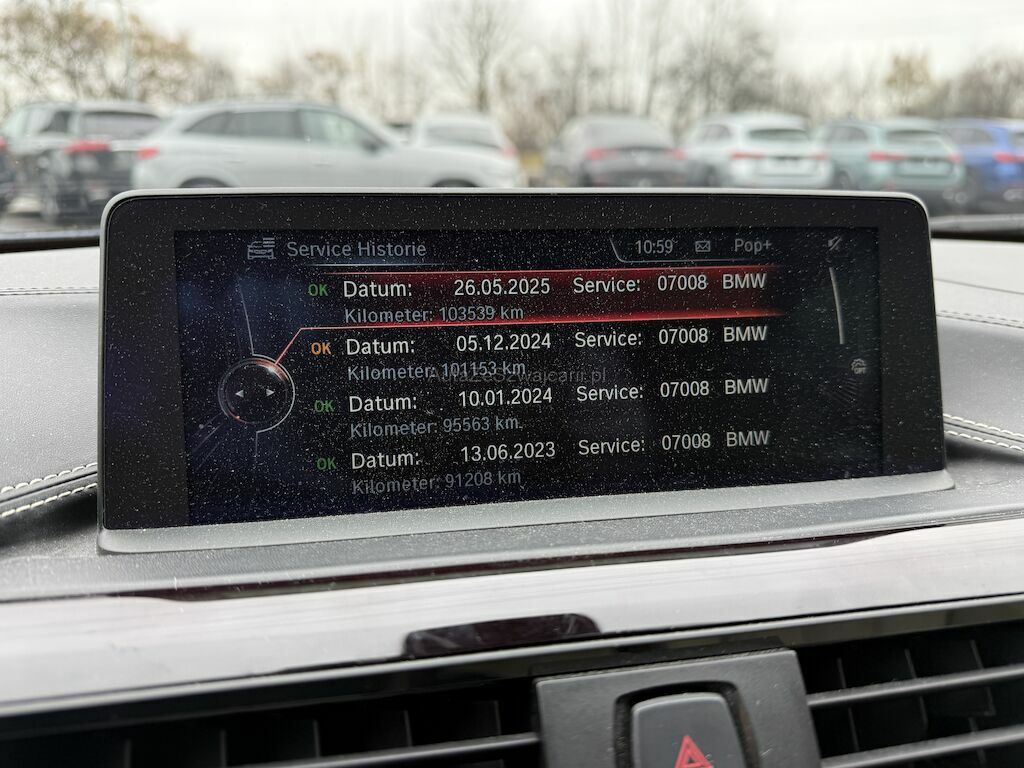 Service Historie 10:59 Pop+
OK Datum: 26.05.2025 Service: 07008 BMW
Kilometer: 103539 km
OK Datum: 05.12.2024 Service: 07008 BMW
Kilometer: 101153 km
AutaZeSzwajcarii.pl
OK Datum: 10.01.2024 Service: 07008 BMW
Kilometer: 95563 km
OK Datum: 13.06.2023 Service: 07008 BMW
Kilometer: 91208 km